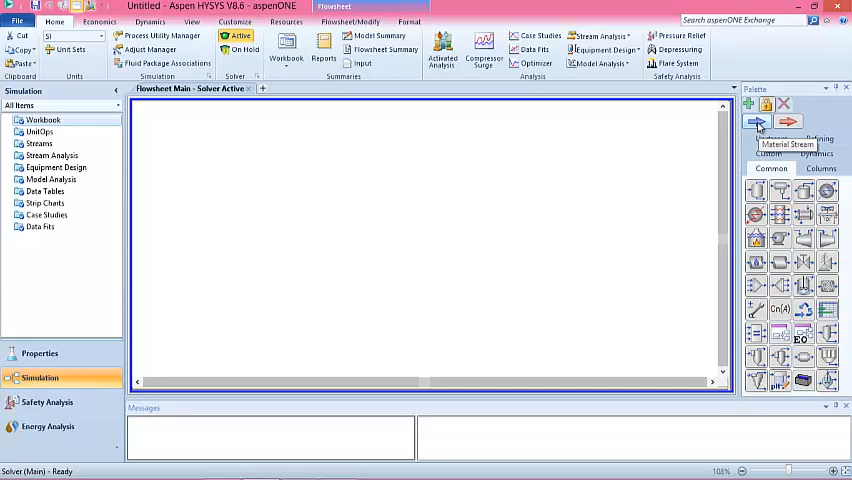 Untitled - Aspen HYSYS V8.6 - aspenONE
Flowsheet
File
Home
Economics
Dynamics
View
Customize
Resources
Flowsheet/Modify
Format
Search aspenONE Exchange
Cut
Copy
Paste
Clipboard
SI
Unit Sets
Units
Process Utility Manager
Adjust Manager
Fluid Package Associations
Simulation
Active
On Hold
Solver
Workbook
Reports
Model Summary
Flowsheet Summary
Input
Summaries
Activated Analysis
Compressor Surge
Case Studies
Data Fits
Optimizer
Stream Analysis
Equipment Design
Model Analysis
Analysis
Pressure Relief
Depressuring
Flare System
Safety Analysis
Simulation
All Items
Workbook
UnitOps
Streams
Stream Analysis
Equipment Design
Model Analysis
Data Tables
Strip Charts
Case Studies
Data Fits
Properties
Simulation
Safety Analysis
Energy Analysis
Flowsheet Main - Solver Active
Palette
Material Stream
Custom
Dynamics
Common
Columns
Cn(A)
EO
pH
Messages
Solver (Main) - Ready
108%